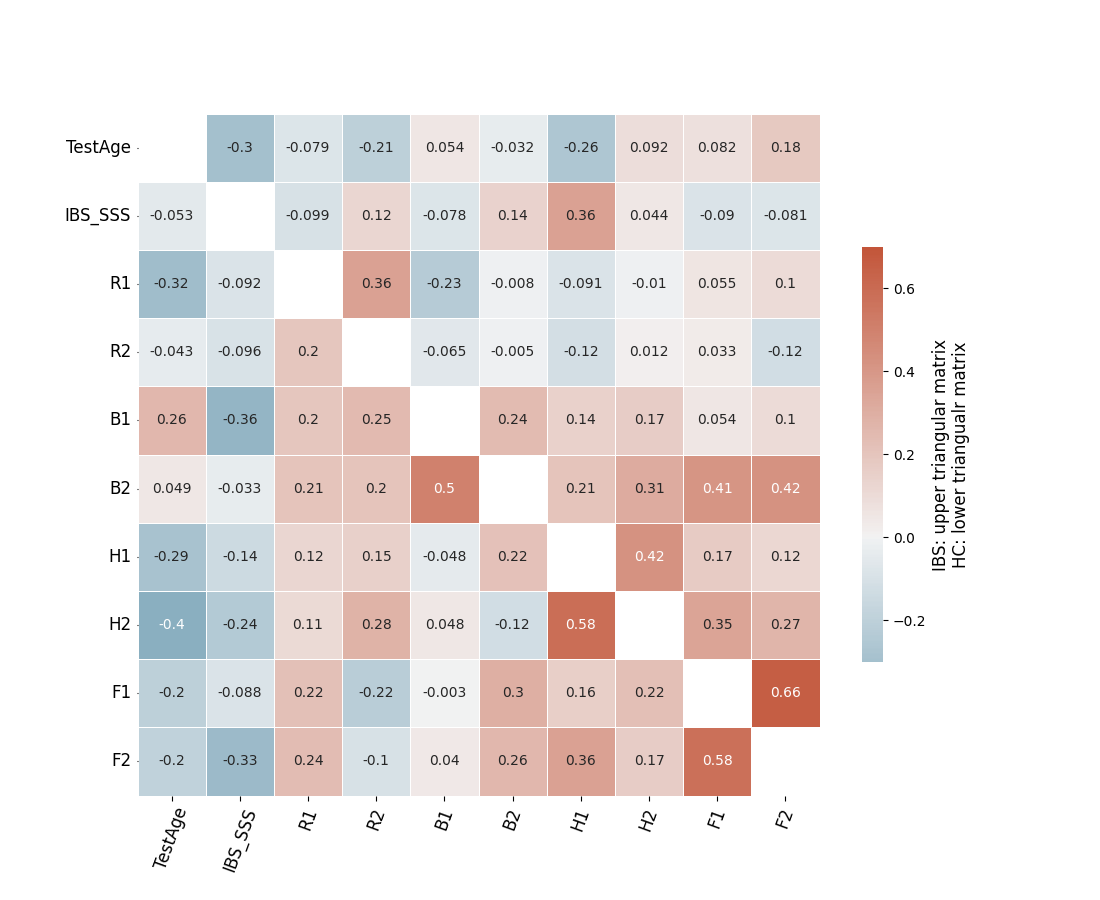 TestAge -0.3 -0.079 -0.21 0.054 -0.032 -0.26 0.092 0.082 0.18
IBS_SSS -0.053 -0.099 0.12 -0.078 0.14 0.36 0.044 -0.09 -0.081
R1 -0.32 -0.092 0.36 -0.23 -0.008 -0.091 -0.01 0.055 0.1
R2 -0.043 -0.096 0.2 -0.065 -0.005 -0.12 0.012 0.033 -0.12
B1 0.26 -0.36 0.2 0.25 0.24 0.14 0.17 0.054 0.1
B2 0.049 -0.033 0.21 0.2 0.5 0.21 0.31 0.41 0.42
H1 -0.29 -0.14 0.12 0.15 -0.048 0.22 0.42 0.17 0.12
H2 -0.4 -0.24 0.11 0.28 0.048 -0.12 0.58 0.35 0.27
F1 -0.2 -0.088 0.22 -0.22 -0.003 0.3 0.16 0.22 0.66
F2 -0.2 -0.33 0.24 -0.1 0.04 0.26 0.36 0.17 0.58
TestAge IBS_SSS R1 R2 B1 B2 H1 H2 F1 F2
0.6
0.4
0.2
0.0
−0.2
IBS: upper triangular matrix
HC: lower triangualr matrix